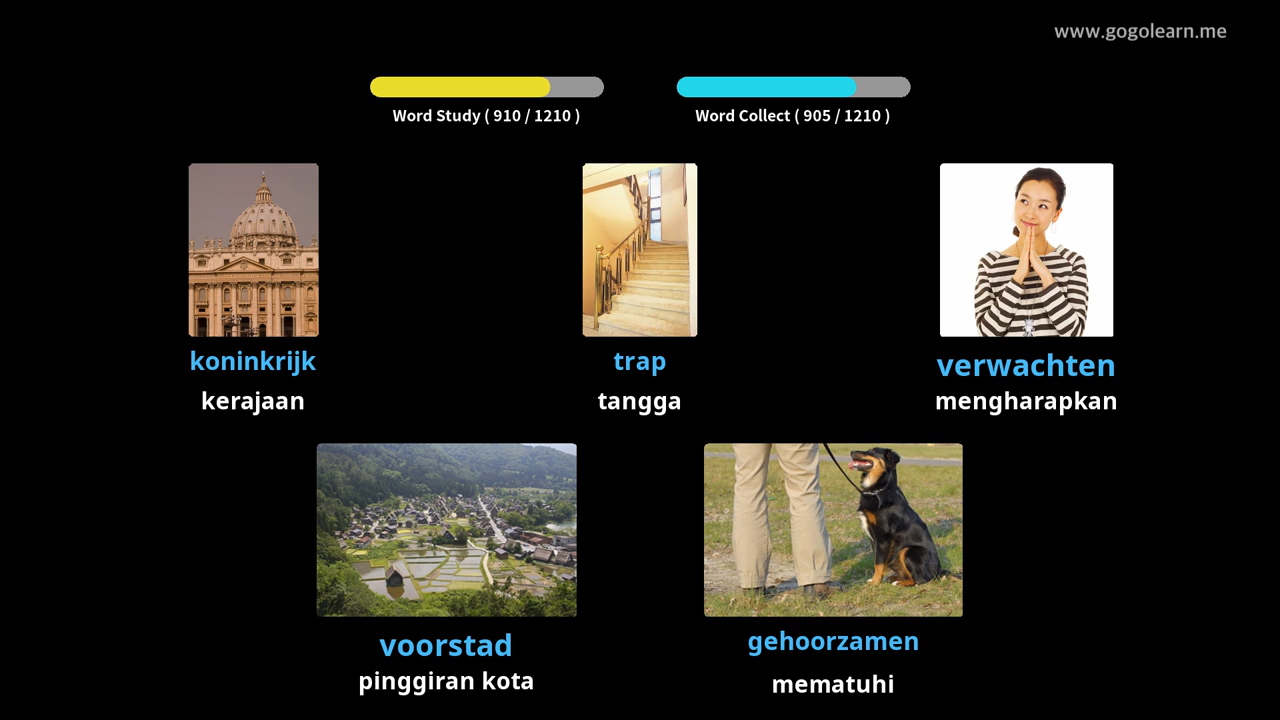 www.gogolearn.me
Word Study ( 910 / 1210 )
Word Collect ( 905 / 1210 )
koninkrijk
kerajaan
trap
tangga
verwachten
mengharapkan
voorstad
pinggiran kota
gehoorzamen
mematuhi